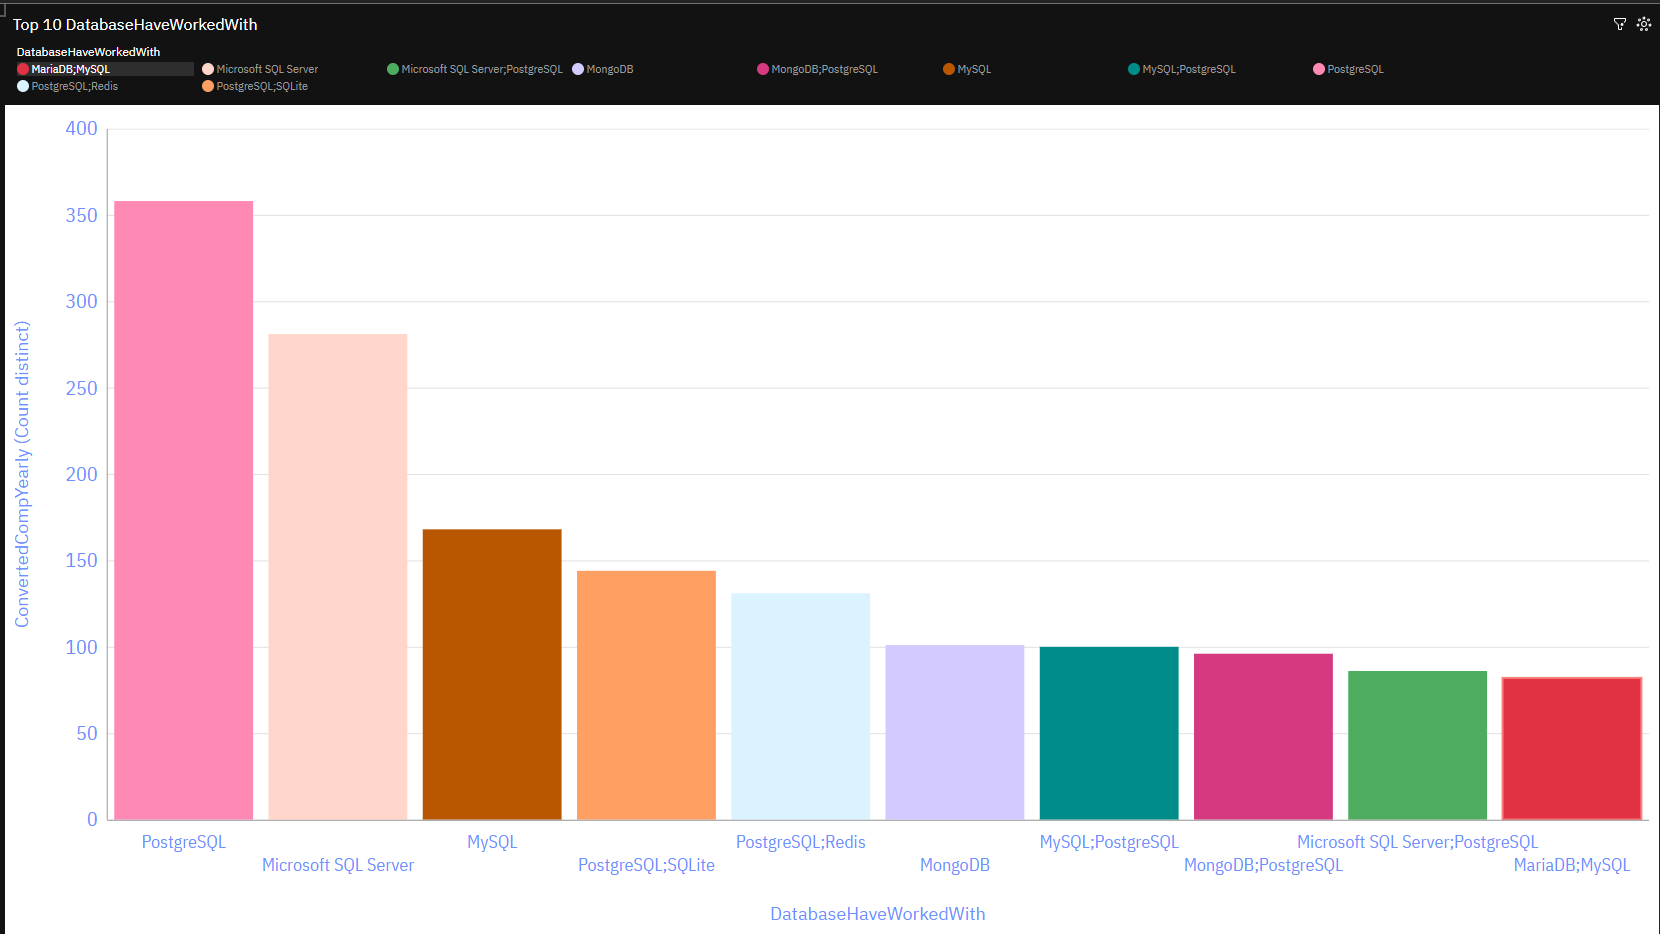 Top 10 DatabaseHaveWorkedWith
DatabaseHaveWorkedWith
MariaDB;MySQL Microsoft SQL Server Microsoft SQL Server;PostgreSQL MongoDB MongoDB;PostgreSQL MySQL MySQL;PostgreSQL PostgreSQL
PostgreSQL;Redis PostgreSQL;SQLite
400
350
300
250
200
150
100
50
0
ConvertedCompYearly (Count distinct)
PostgreSQL MySQL PostgreSQL;Redis MySQL;PostgreSQL Microsoft SQL Server;PostgreSQL
Microsoft SQL Server PostgreSQL;SQLite MongoDB MongoDB;PostgreSQL MariaDB;MySQL
DatabaseHaveWorkedWith